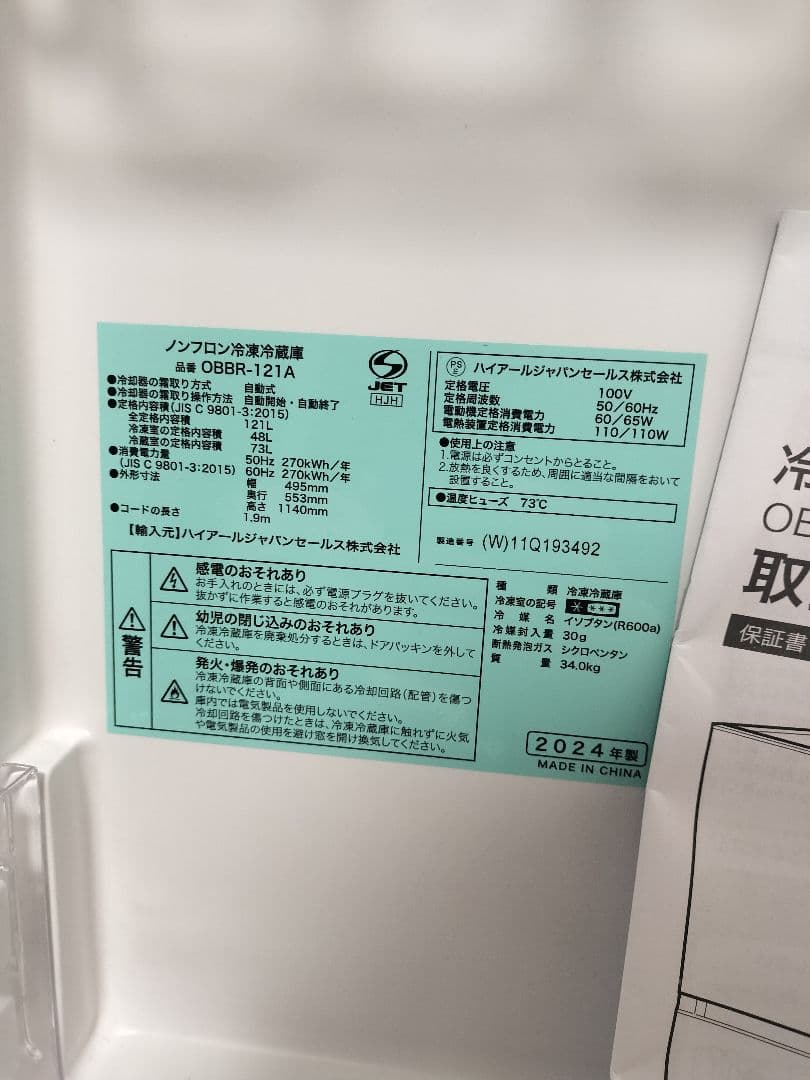 ノンフロン冷凍冷蔵庫
品番 OBBR-121A
●冷却器の霜取り方式 自動式
●冷却器の霜取り操作方法 自動開始・自動終了
●定格内容積(JIS C 9801-3:2015)
全定格内容積 121L
冷凍室の定格内容積 48L
冷蔵室の定格内容積 73L
●消費電力量 50Hz 270kWh/年
(JIS C 9801-3:2015) 60Hz 270kWh/年
●外形寸法 幅 495mm
奥行 553mm
高さ 1140mm
●コードの長さ 1.9m
【輸入元】ハイアールジャパンセールス株式会社
JET
HJH
PS
E
ハイアールジャパンセールス株式会社
定格電圧 100V
定格周波数 50/60Hz
電動機定格消費電力 60/65W
電熱装置定格消費電力 110/110W
●使用上の注意
1.電源は必ずコンセントからとること。
2.放熱を良くするため、周囲に適当な間隔をおいて
設置すること。
●温度ヒューズ 73℃
製造番号 (W)11Q193492
警告
感電のおそれあり
お手入れのときには、必ず電源プラグを抜いてください。
抜かずに作業すると感電のおそれがあります。
幼児の閉じ込みのおそれあり
冷凍冷蔵庫を廃棄処分するときは、ドアパッキンを外して
ください。
発火・爆発のおそれあり
冷凍冷蔵庫の背面や側面にある冷却回路(配管)を傷つ
けないでください。
庫内では電気製品を使用しないでください。
冷却回路を傷つけたときは、冷凍冷蔵庫に触れずに火気
や電気製品の使用を避け窓を開け換気してください。
種類 冷凍冷蔵庫
冷凍室の記号 * ***
冷媒名 イソブタン(R600a)
冷媒封入量 30g
断熱発泡ガス シクロペンタン
質量 34.0kg
2024年製
MADE IN CHINA
冷
OB
取
保証書